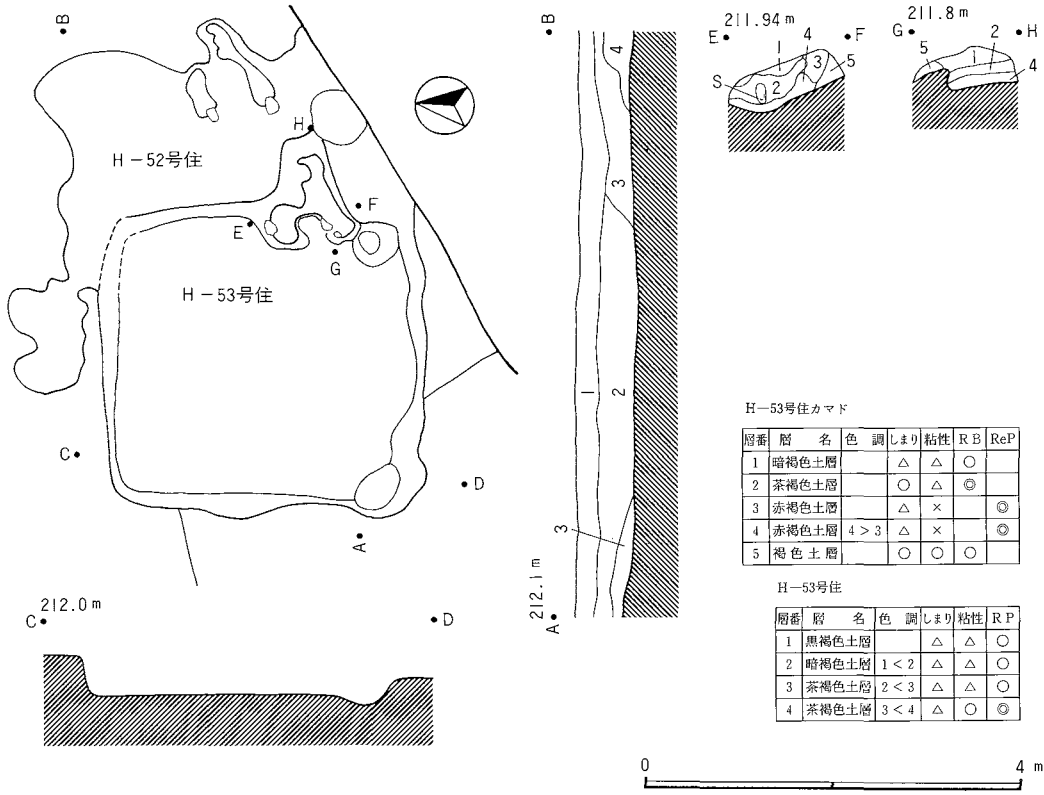 B
H
H-52号住
F
E
G
H-53号住
C
D
A
C 212.0m D
B
4
3
1
2
3
212.1m
A
211.94m
E F
1 4 3 5
S 2
211.8m
G H
5 1 2 4
H-53号住カマド
層番 層名 色調 しまり 粘性 RB ReP
1 暗褐色土層 △ △ ○
2 茶褐色土層 ○ △ ◎
3 赤褐色土層 △ × ◎
4 赤褐色土層 4>3 △ × ◎
5 褐色土層 ○ ○ ○
H-53号住
層番 層名 色調 しまり 粘性 RP
1 黒褐色土層 △ △ ○
2 暗褐色土層 1<2 △ △ ○
3 茶褐色土層 2<3 △ △ ○
4 茶褐色土層 3<4 △ ○ ◎
0 4m